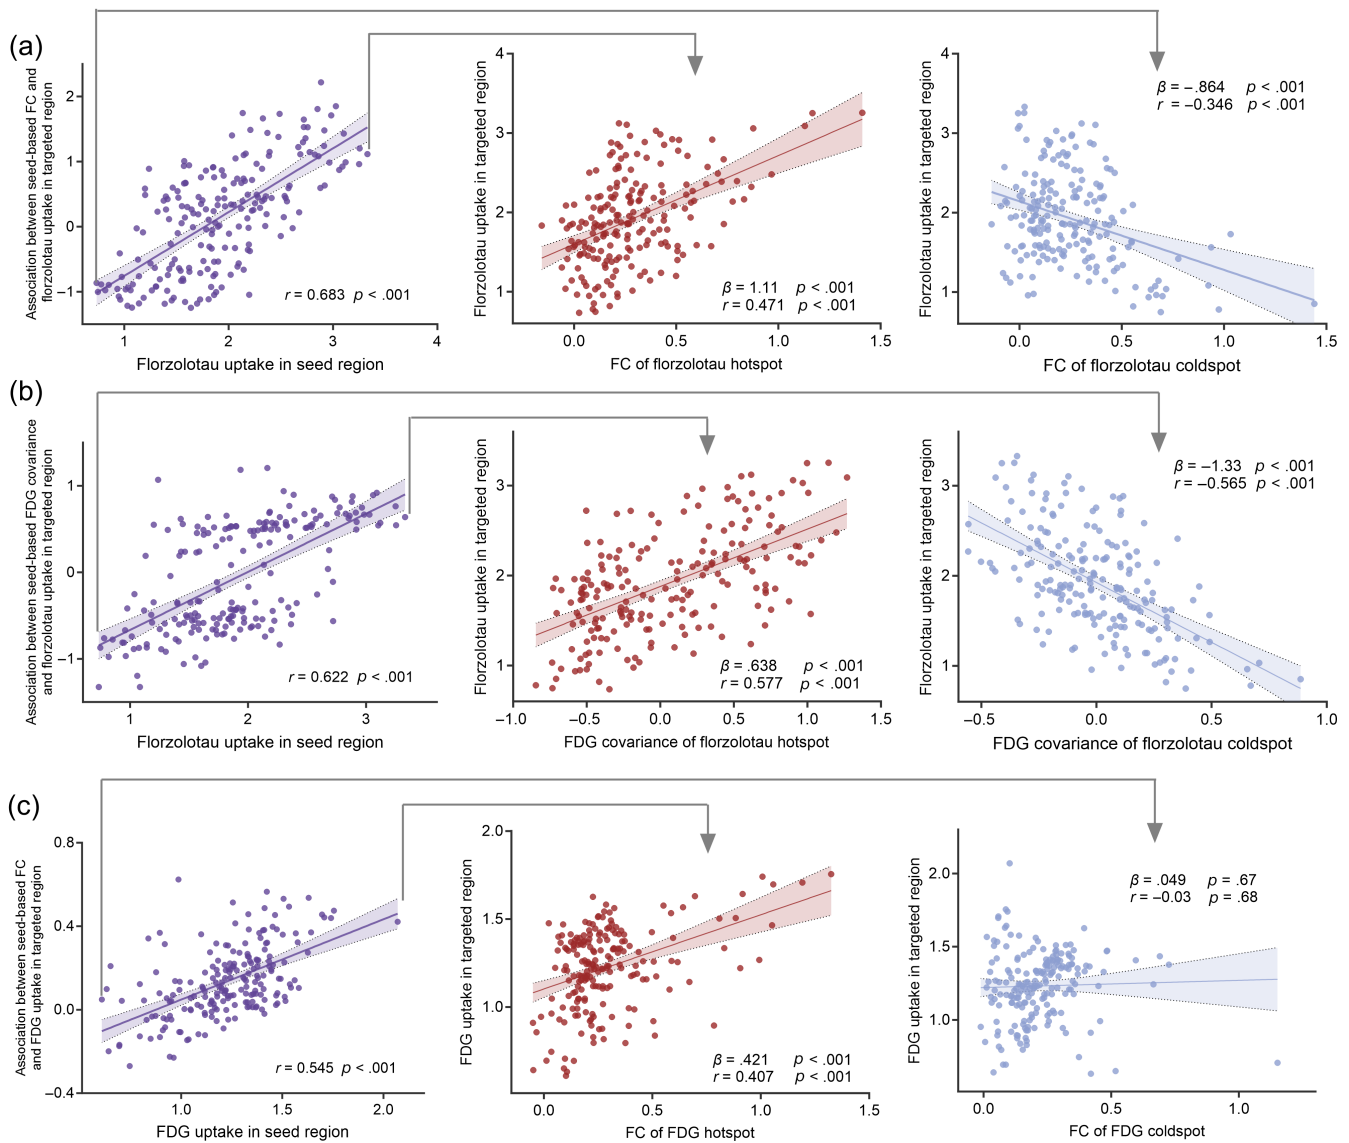 (a)
Association between seed-based FC and
florzolotau uptake in targeted region
2
1
0
−1
r = 0.683 p < .001
1 2 3 4
Florzolotau uptake in seed region
Florzolotau uptake in targeted region
4
3
2
1
β = 1.11 p < .001
r = 0.471 p < .001
0.0 0.5 1.0 1.5
FC of florzolotau hotspot
Florzolotau uptake in targeted region
4
3
2
1
β = −.864 p < .001
r = −0.346 p < .001
0.0 0.5 1.0 1.5
FC of florzolotau coldspot
(b)
Association between seed-based FDG covariance
and florzolotau uptake in targeted region
1
0
−1
r = 0.622 p < .001
1 2 3
Florzolotau uptake in seed region
Florzolotau uptake in targeted region
3
2
1
β = .638 p < .001
r = 0.577 p < .001
−1.0 −0.5 0.0 0.5 1.0 1.5
FDG covariance of florzolotau hotspot
Florzolotau uptake in targeted region
3
2
1
β = −1.33 p < .001
r = −0.565 p < .001
−0.5 0.0 0.5 1.0
FDG covariance of florzolotau coldspot
(c)
Association between seed-based FC
and FDG uptake in targeted region
0.8
0.4
0.0
−0.4
r = 0.545 p < .001
1.0 1.5 2.0
FDG uptake in seed region
FDG uptake in targeted region
2.0
1.5
1.0
β = .421 p < .001
r = 0.407 p < .001
0.0 0.5 1.0 1.5
FC of FDG hotspot
FDG uptake in targeted region
2.0
1.5
1.0
β = .049 p = .67
r = −0.03 p = .68
0.0 0.5 1.0
FC of FDG coldspot